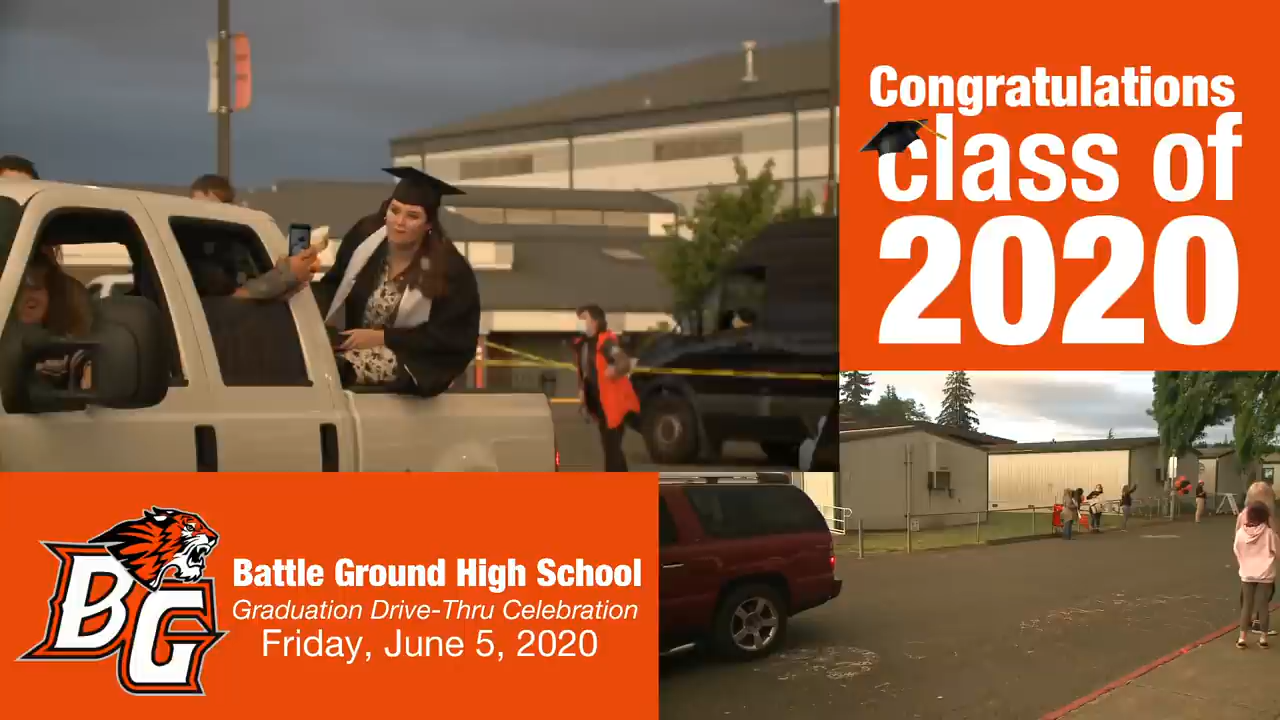 Congratulations
class of
2020
BG
Battle Ground High School
Graduation Drive-Thru Celebration
Friday, June 5, 2020